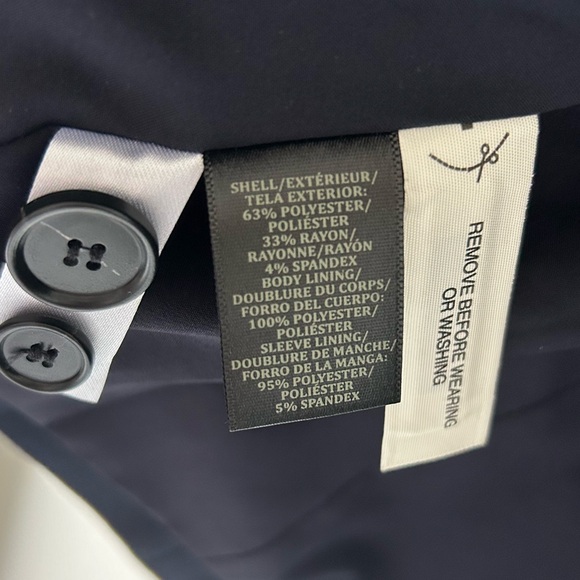 SHELL/EXTÉRIEUR/
TELA EXTERIOR:
63% POLYESTER/
POLIÉSTER
33% RAYON/
RAYONNE/RAYÓN
4% SPANDEX
BODY LINING/
DOUBLURE DU CORPS/
FORRO DEL CUERPO:
100% POLYESTER/
POLIÉSTER
SLEEVE LINING/
DOUBLURE DE MANCHE/
FORRO DE LA MANGA:
95% POLYESTER/
POLIÉSTER
5% SPANDEX
REMOVE BEFORE WEARING
OR WASHING